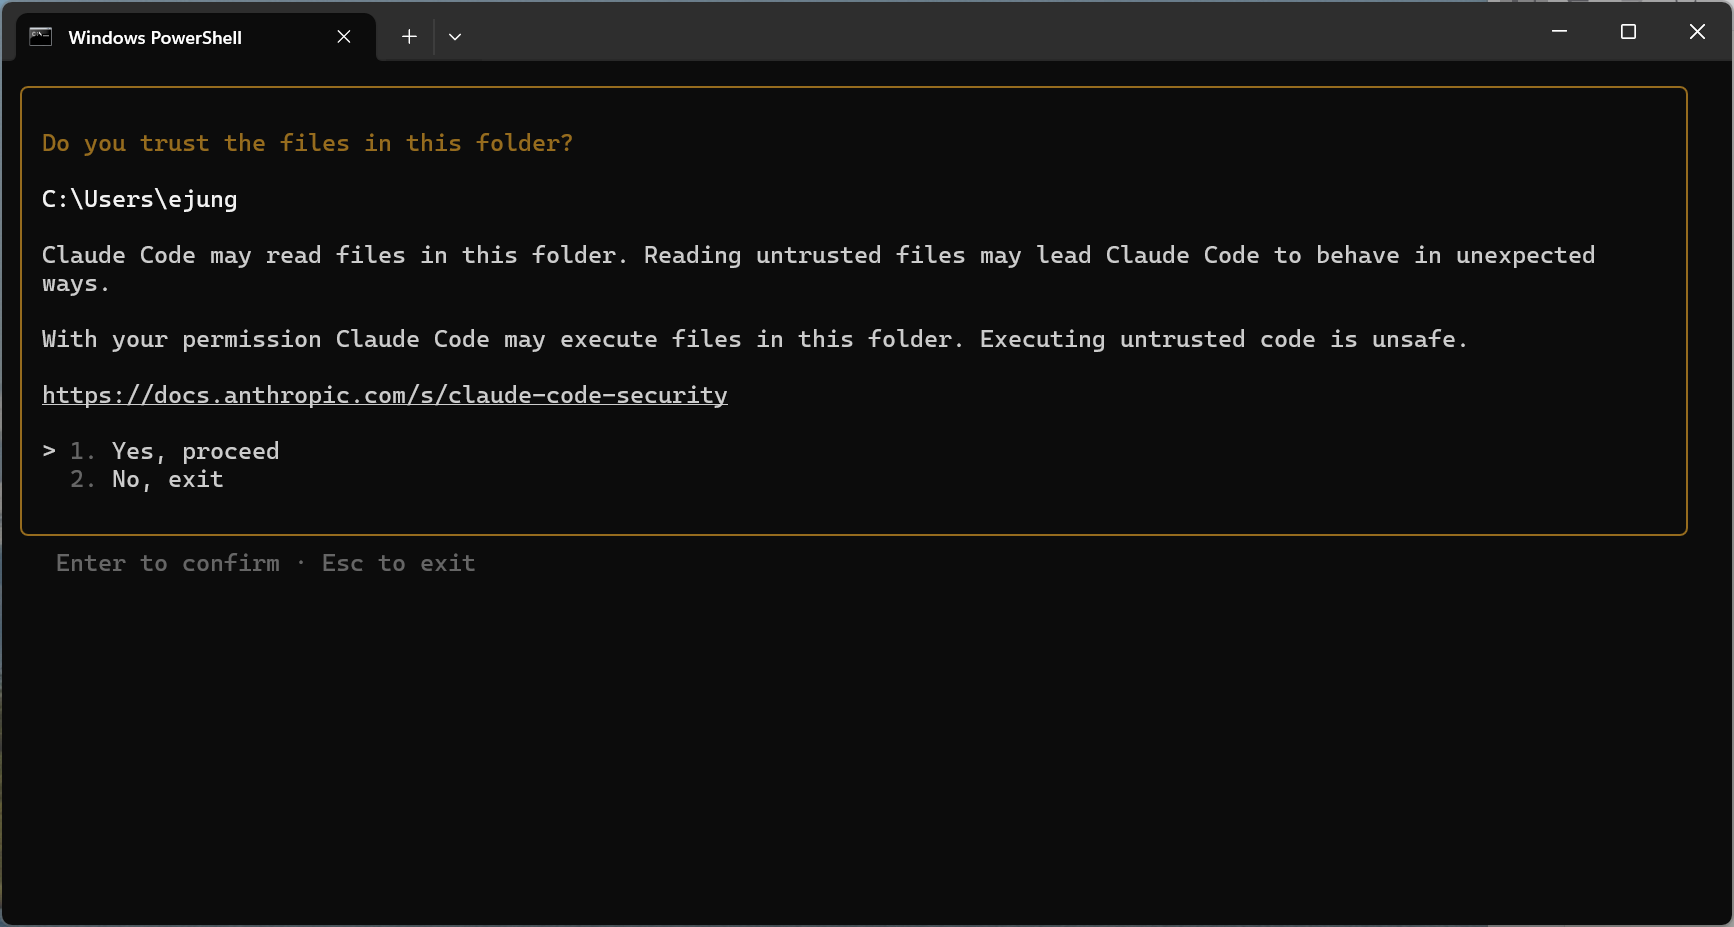 Windows PowerShell
Do you trust the files in this folder?
C:\Users\ejung
Claude Code may read files in this folder. Reading untrusted files may lead Claude Code to behave in unexpected
ways.
With your permission Claude Code may execute files in this folder. Executing untrusted code is unsafe.
https://docs.anthropic.com/s/claude-code-security
> 1. Yes, proceed
2. No, exit
Enter to confirm · Esc to exit